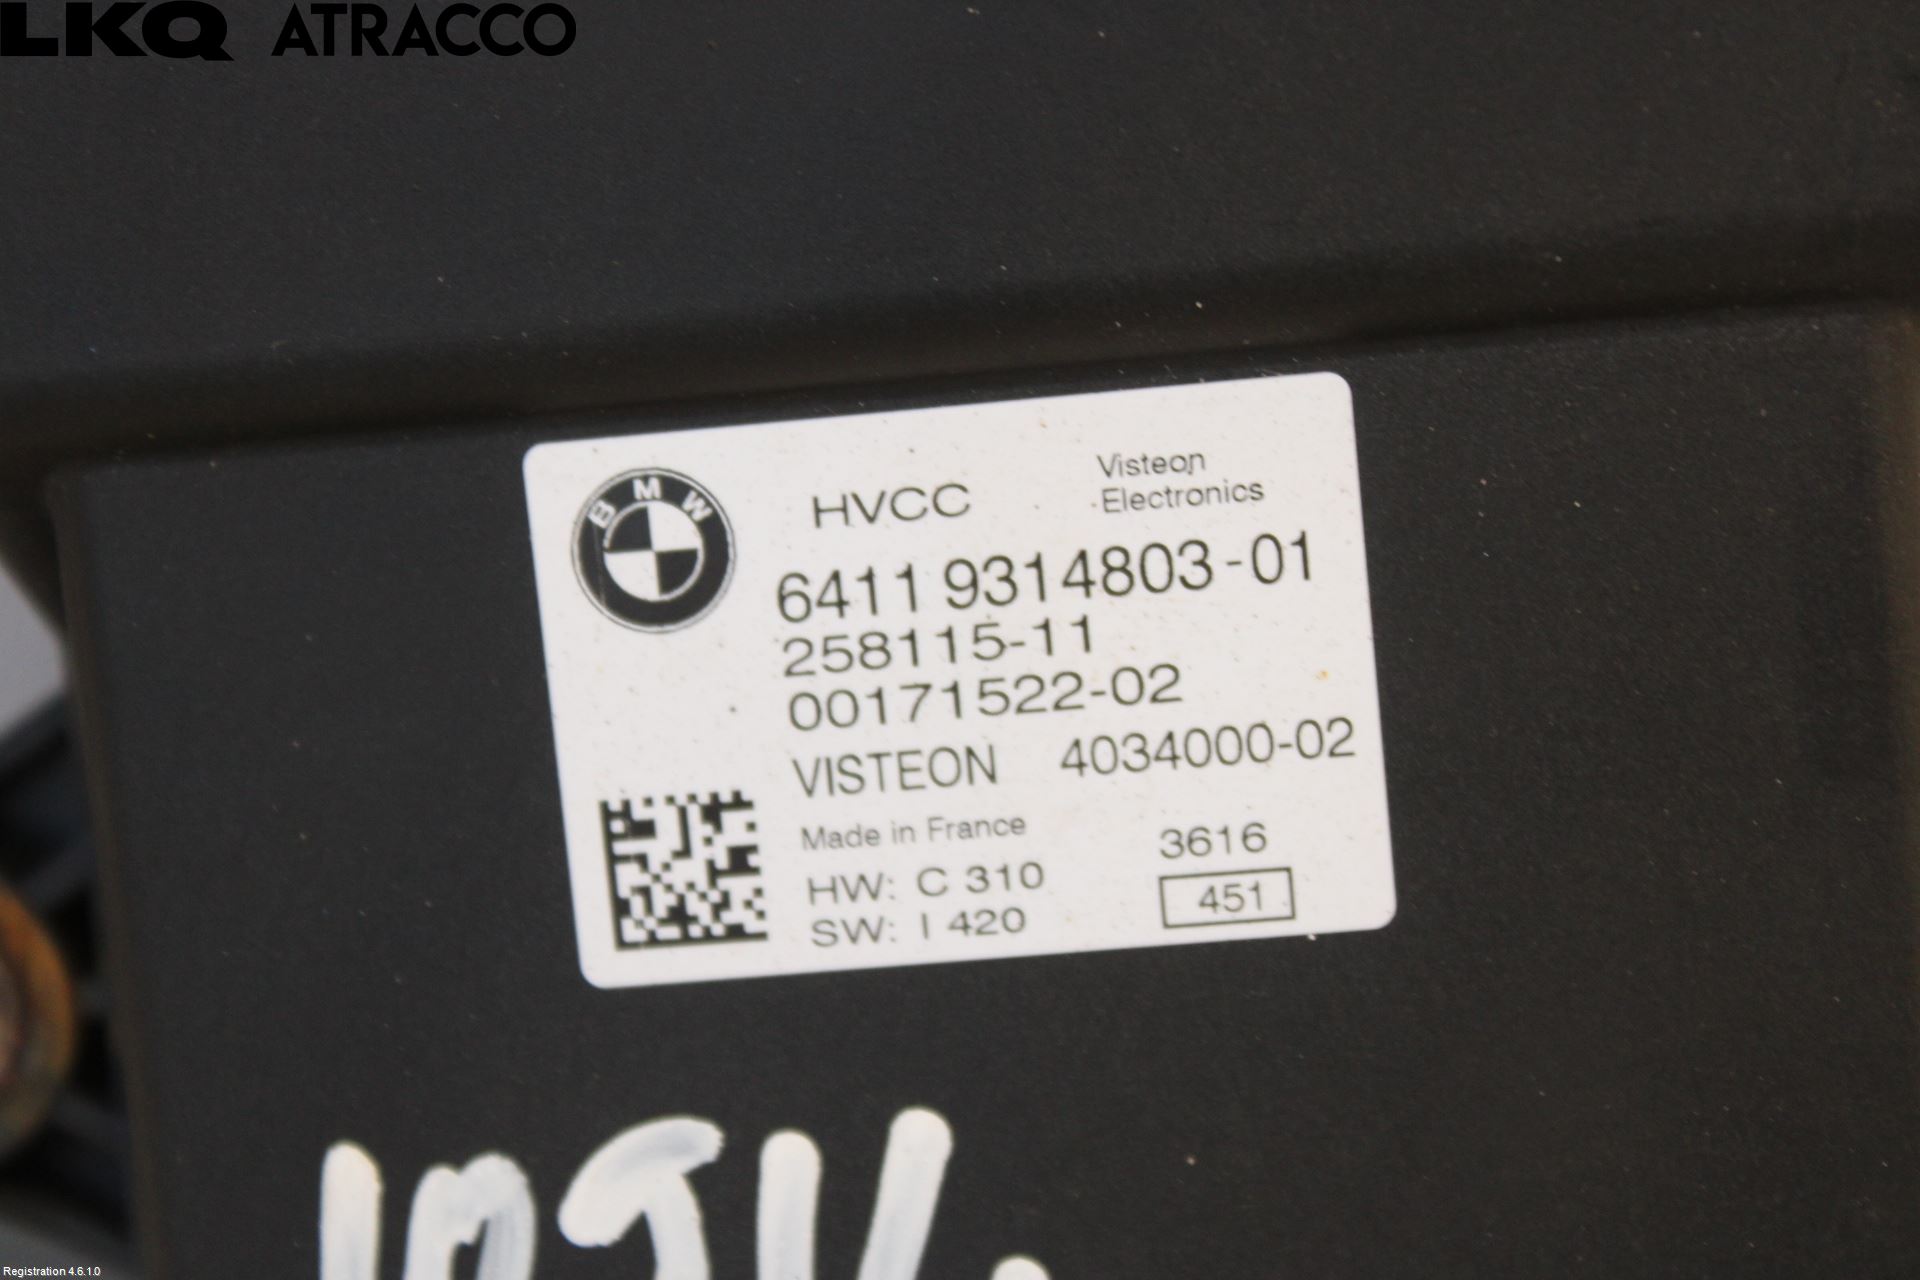 LKQ ATRACCO
BMW
HVCC
Visteon
Electronics
6411 9314803-01
258115-11
00171522-02
VISTEON 4034000-02
Made in France
3616
HW: C 310
451
SW: I 420
Registration 4.6.1.0